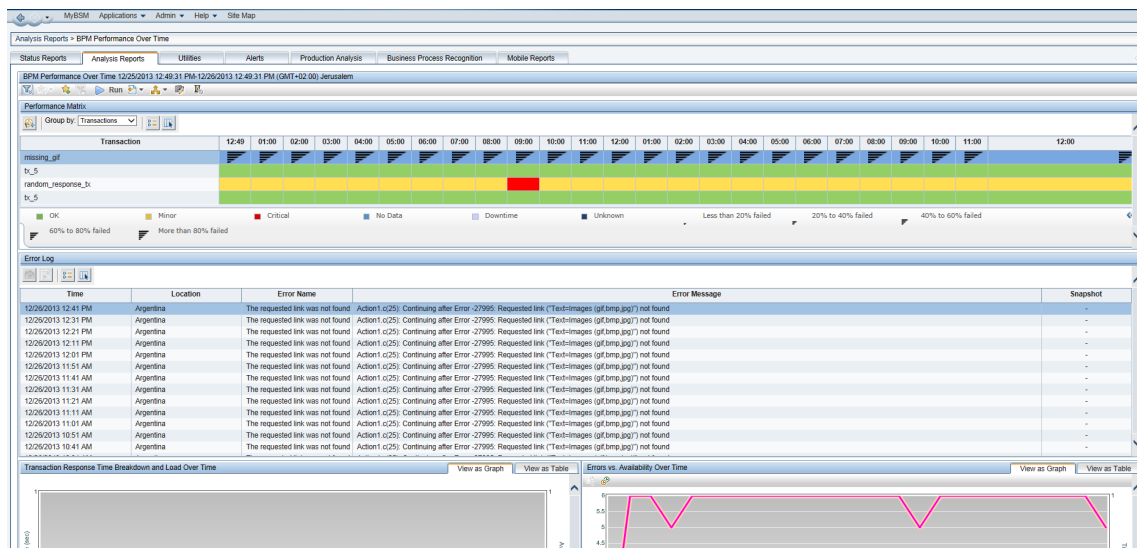 MyBSM Applications Admin Help Site Map
Analysis Reports > BPM Performance Over Time
Status Reports Analysis Reports Utilities Alerts Production Analysis Business Process Recognition Mobile Reports
BPM Performance Over Time 12/25/2013 12:49:31 PM-12/26/2013 12:49:31 PM (GMT+02:00) Jerusalem
Run
Performance Matrix
Group by: Transactions
Transaction 12:49 01:00 02:00 03:00 04:00 05:00 06:00 07:00 08:00 09:00 10:00 11:00 12:00 01:00 02:00 03:00 04:00 05:00 06:00 07:00 08:00 09:00 10:00 11:00 12:00
missing_gif
tx_5
random_response_tx
tx_5
OK Minor Critical No Data Downtime Unknown Less than 20% failed 20% to 40% failed 40% to 60% failed
60% to 80% failed More than 80% failed
Error Log
Time Location Error Name Error Message Snapshot
12/26/2013 12:41 PM Argentina The requested link was not found Action1.c(25): Continuing after Error -27995: Requested link ("Text=Images (gif,bmp,jpg)") not found -
12/26/2013 12:31 PM Argentina The requested link was not found Action1.c(25): Continuing after Error -27995: Requested link ("Text=Images (gif,bmp,jpg)") not found -
12/26/2013 12:21 PM Argentina The requested link was not found Action1.c(25): Continuing after Error -27995: Requested link ("Text=Images (gif,bmp,jpg)") not found -
12/26/2013 12:11 PM Argentina The requested link was not found Action1.c(25): Continuing after Error -27995: Requested link ("Text=Images (gif,bmp,jpg)") not found -
12/26/2013 12:01 PM Argentina The requested link was not found Action1.c(25): Continuing after Error -27995: Requested link ("Text=Images (gif,bmp,jpg)") not found -
12/26/2013 11:51 AM Argentina The requested link was not found Action1.c(25): Continuing after Error -27995: Requested link ("Text=Images (gif,bmp,jpg)") not found -
12/26/2013 11:41 AM Argentina The requested link was not found Action1.c(25): Continuing after Error -27995: Requested link ("Text=Images (gif,bmp,jpg)") not found -
12/26/2013 11:31 AM Argentina The requested link was not found Action1.c(25): Continuing after Error -27995: Requested link ("Text=Images (gif,bmp,jpg)") not found -
12/26/2013 11:21 AM Argentina The requested link was not found Action1.c(25): Continuing after Error -27995: Requested link ("Text=Images (gif,bmp,jpg)") not found -
12/26/2013 11:11 AM Argentina The requested link was not found Action1.c(25): Continuing after Error -27995: Requested link ("Text=Images (gif,bmp,jpg)") not found -
12/26/2013 11:01 AM Argentina The requested link was not found Action1.c(25): Continuing after Error -27995: Requested link ("Text=Images (gif,bmp,jpg)") not found -
12/26/2013 10:51 AM Argentina The requested link was not found Action1.c(25): Continuing after Error -27995: Requested link ("Text=Images (gif,bmp,jpg)") not found -
12/26/2013 10:41 AM Argentina The requested link was not found Action1.c(25): Continuing after Error -27995: Requested link ("Text=Images (gif,bmp,jpg)") not found -
Transaction Response Time Breakdown and Load Over Time View as Graph View as Table Errors vs. Availability Over Time View as Graph View as Table
1 1 6 1
5.5
5
(sec) 4.5